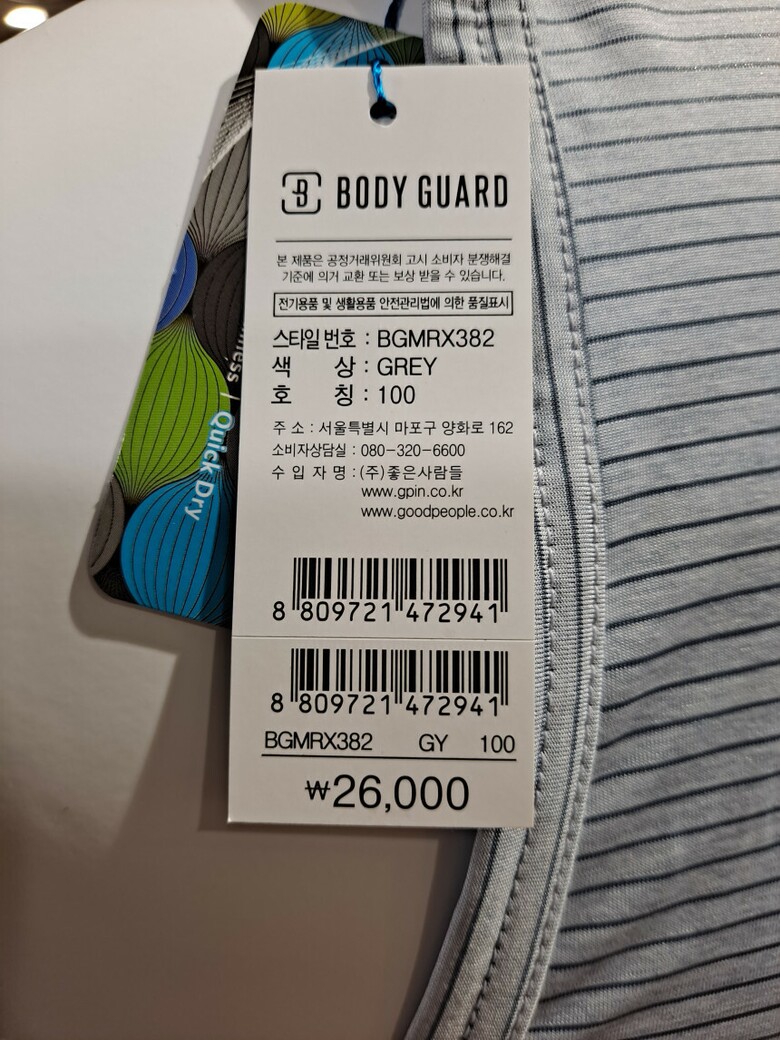 BODY GUARD
본 제품은 공정거래위원회 고시 소비자 분쟁해결
기준에 의거 교환 또는 보상 받을 수 있습니다.
전기용품 및 생활용품 안전관리법에 의한 품질표시
스타일 번호 : BGMRX382
색 상 : GREY
호 칭 : 100
주 소 : 서울특별시 마포구 양화로 162
소비자상담실 : 080-320-6600
수 입 자 명 : (주)좋은사람들
www.gpin.co.kr
www.goodpeople.co.kr
8 809721 472941
8 809721 472941
BGMRX382 GY 100
₩26,000
| Quick Dry